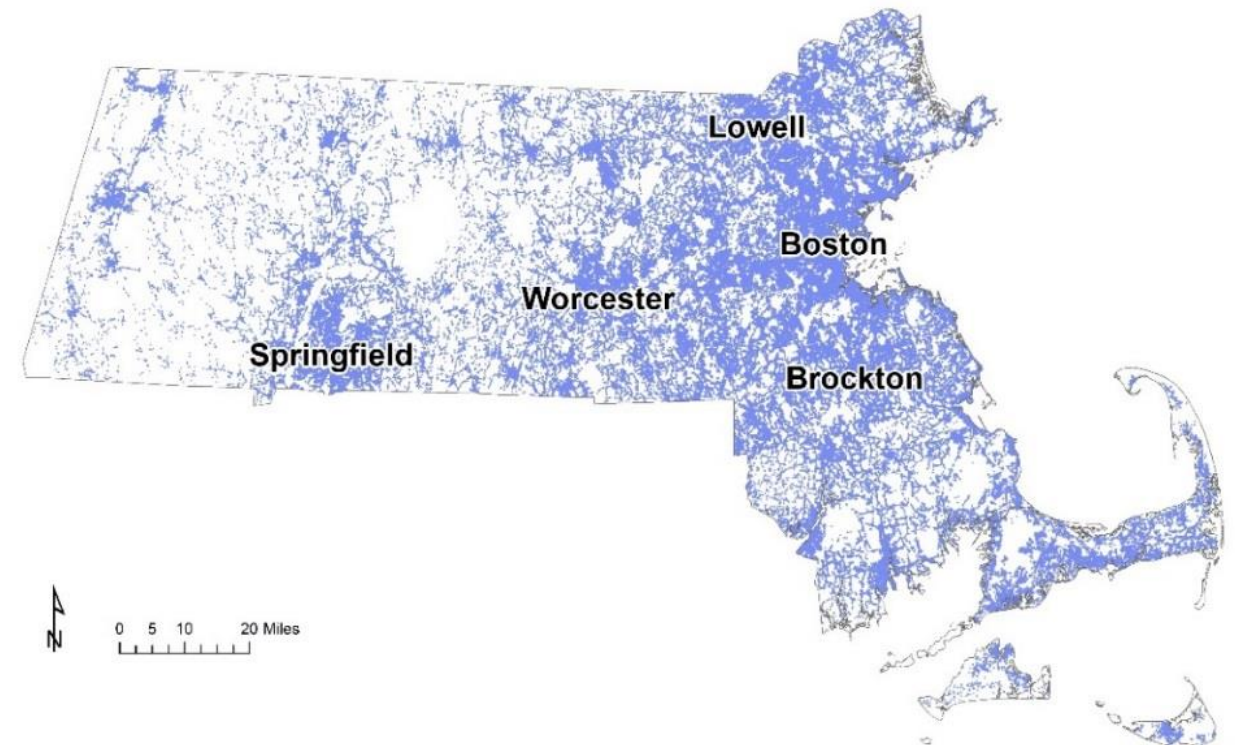 Lowell
Boston
Worcester
Springfield
Brockton
N
0 5 10 20 Miles